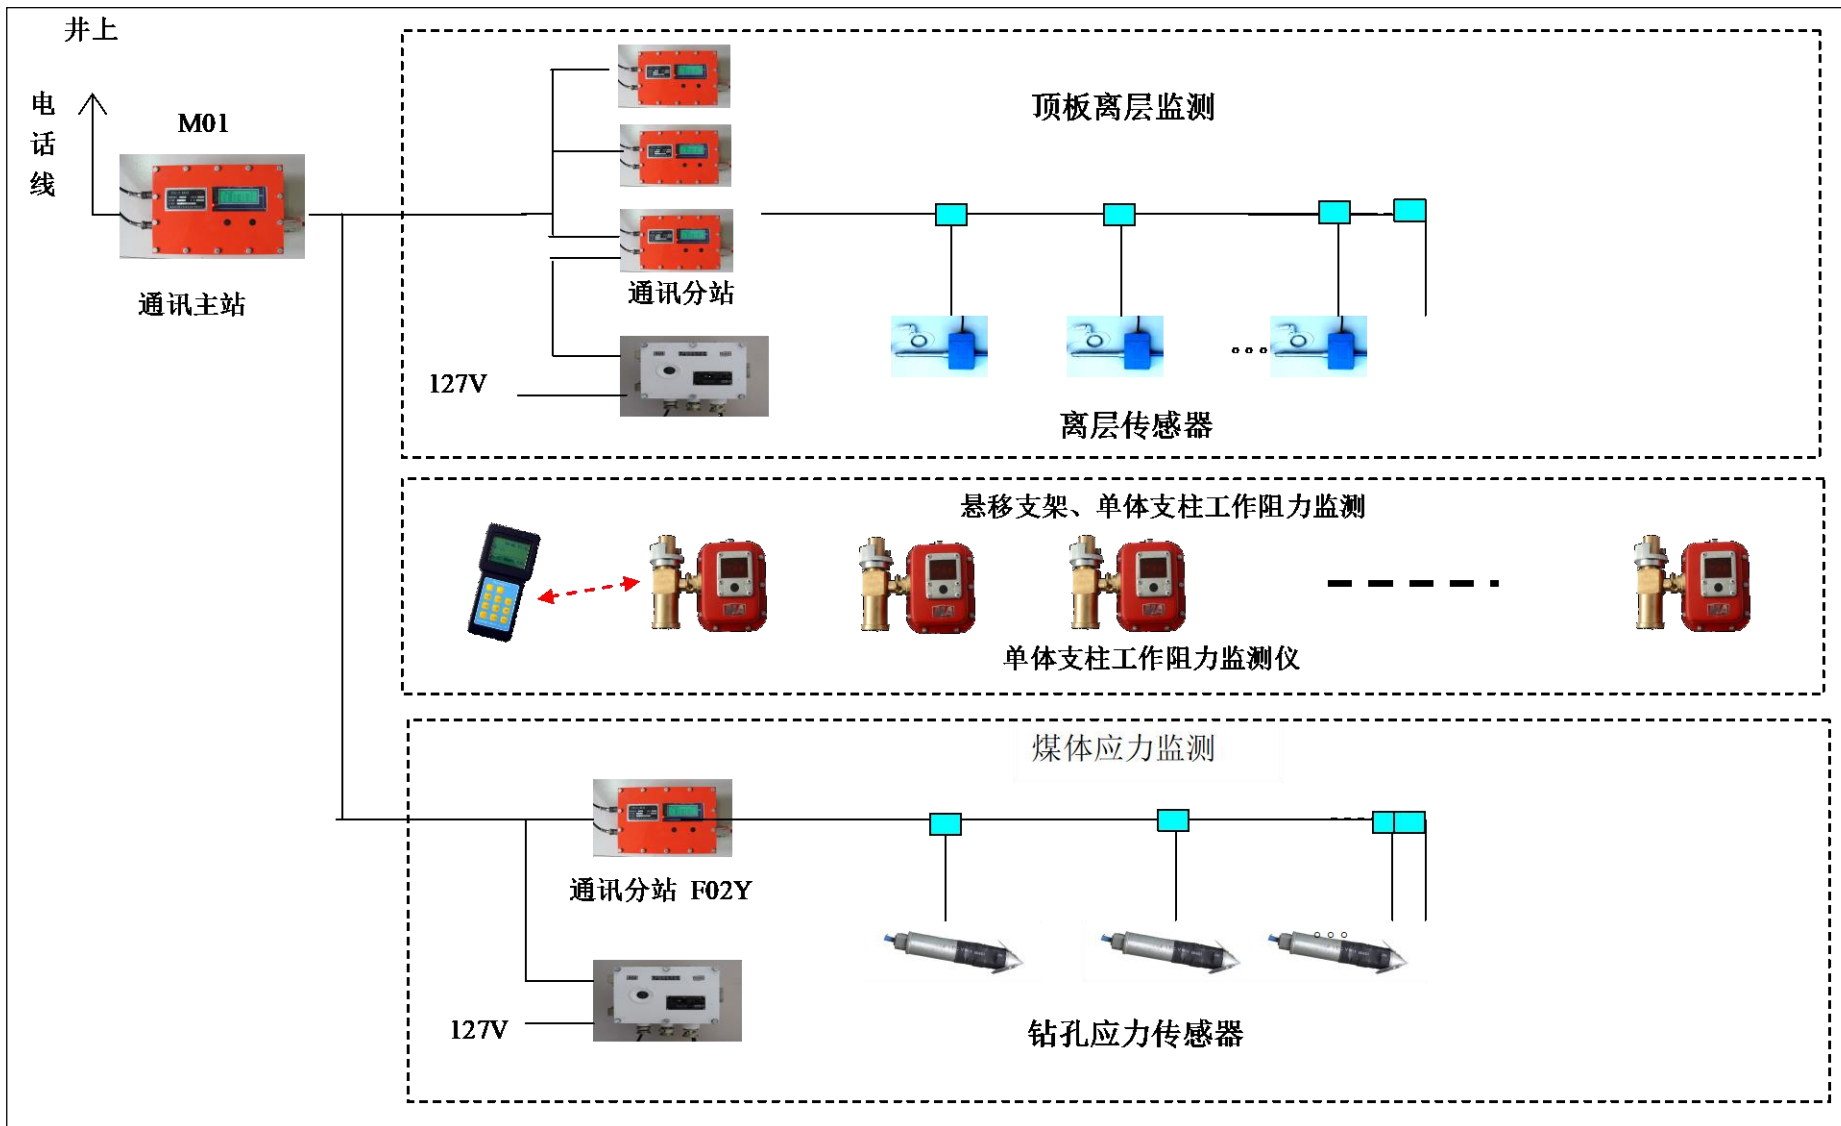 井上
电话线
M01
通讯主站
顶板离层监测
通讯分站
127V
离层传感器
悬移支架、单体支柱工作阻力监测
单体支柱工作阻力监测仪
煤体应力监测
通讯分站 F02Y
127V
钻孔应力传感器